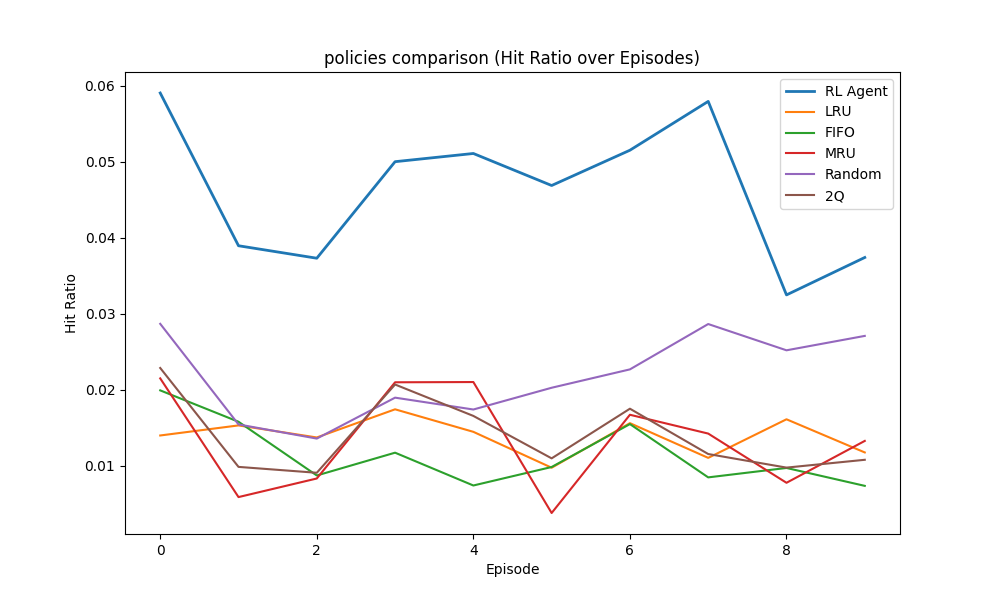 policies comparison (Hit Ratio over Episodes)
Hit Ratio
0.06
0.05
0.04
0.03
0.02
0.01
0
2
4
6
8
Episode
RL Agent
LRU
FIFO
MRU
Random
2Q